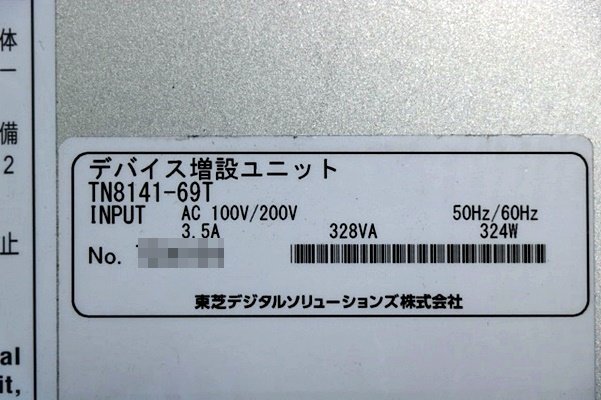 体
ー
備
2
止
al
it,
デバイス増設ユニット
TN8141-69T
INPUT AC 100V/200V 50Hz/60Hz
3.5A 328VA 324W
No.
東芝デジタルソリューションズ株式会社